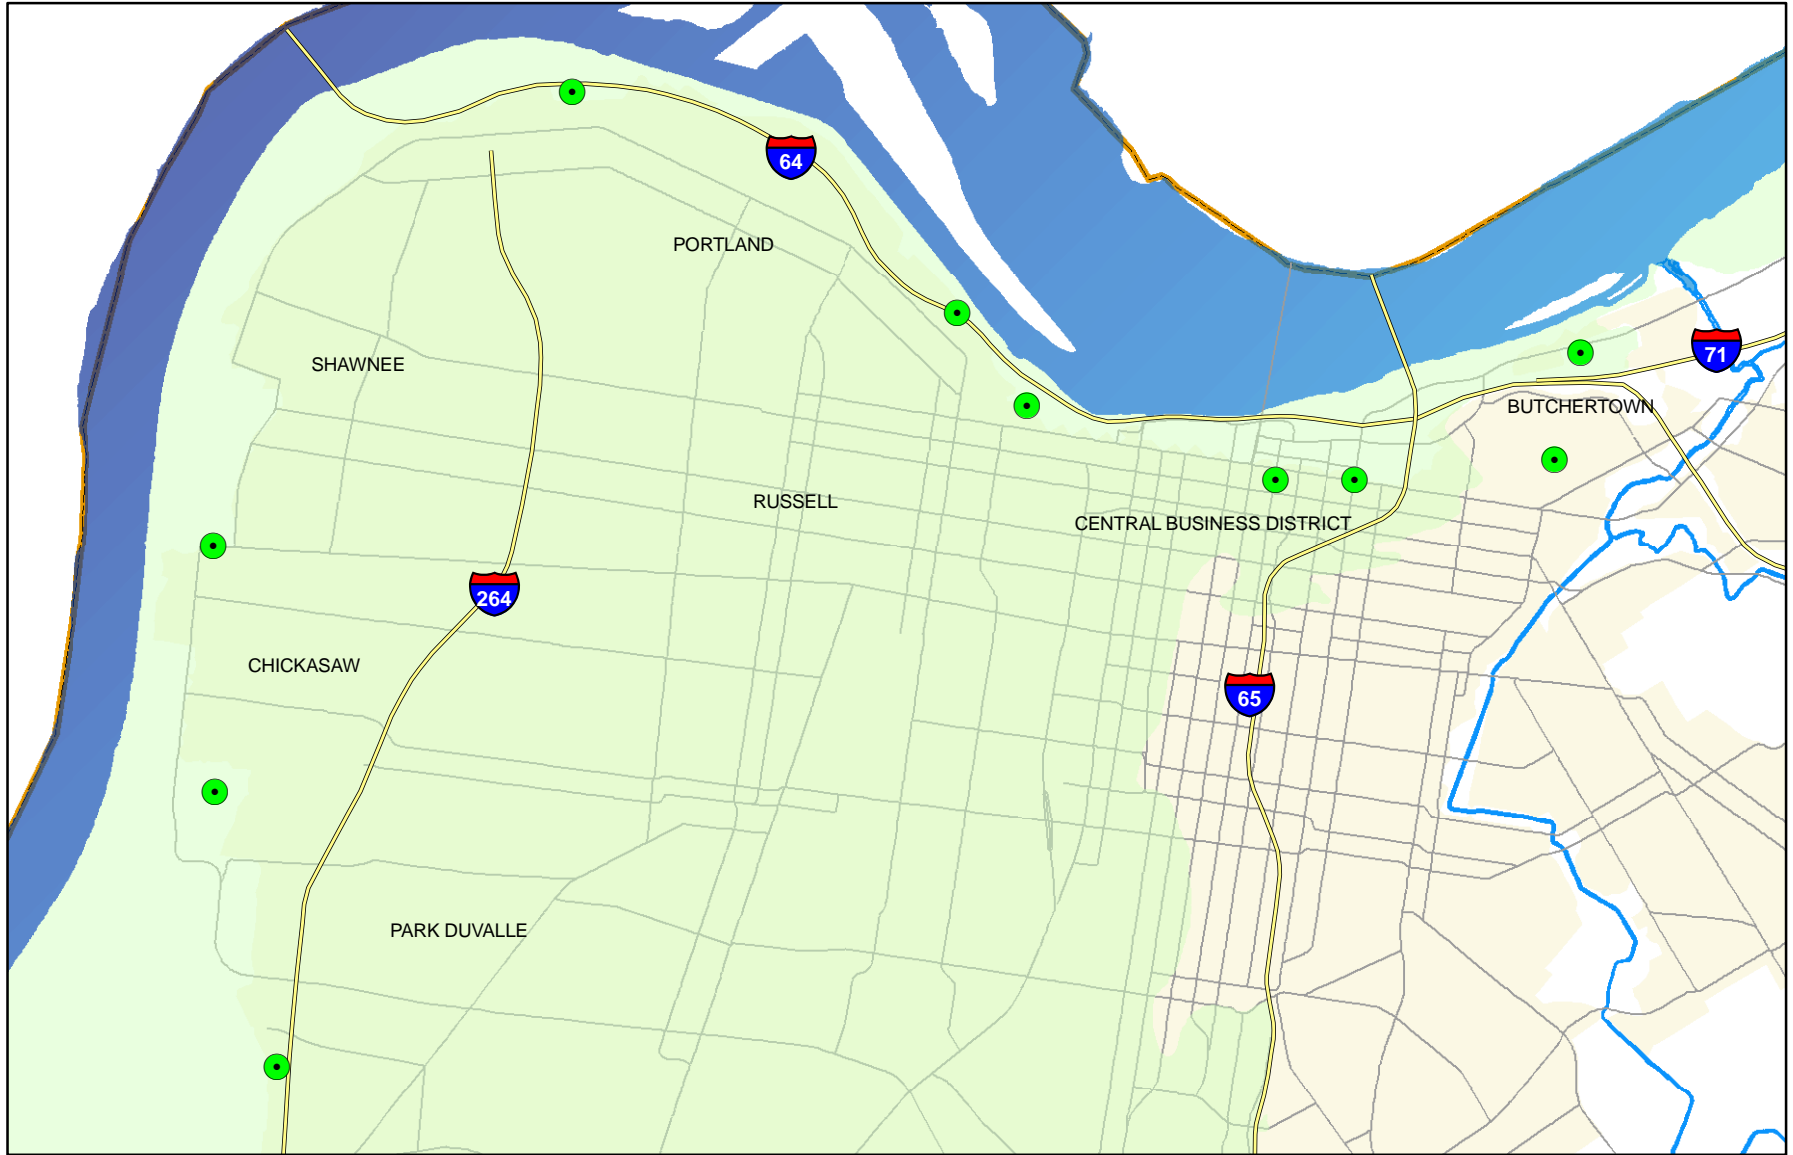 64
PORTLAND
71
SHAWNEE
BUTCHERTOWN
RUSSELL
CENTRAL BUSINESS DISTRICT
264
CHICKASAW
65
PARK DUVALLE